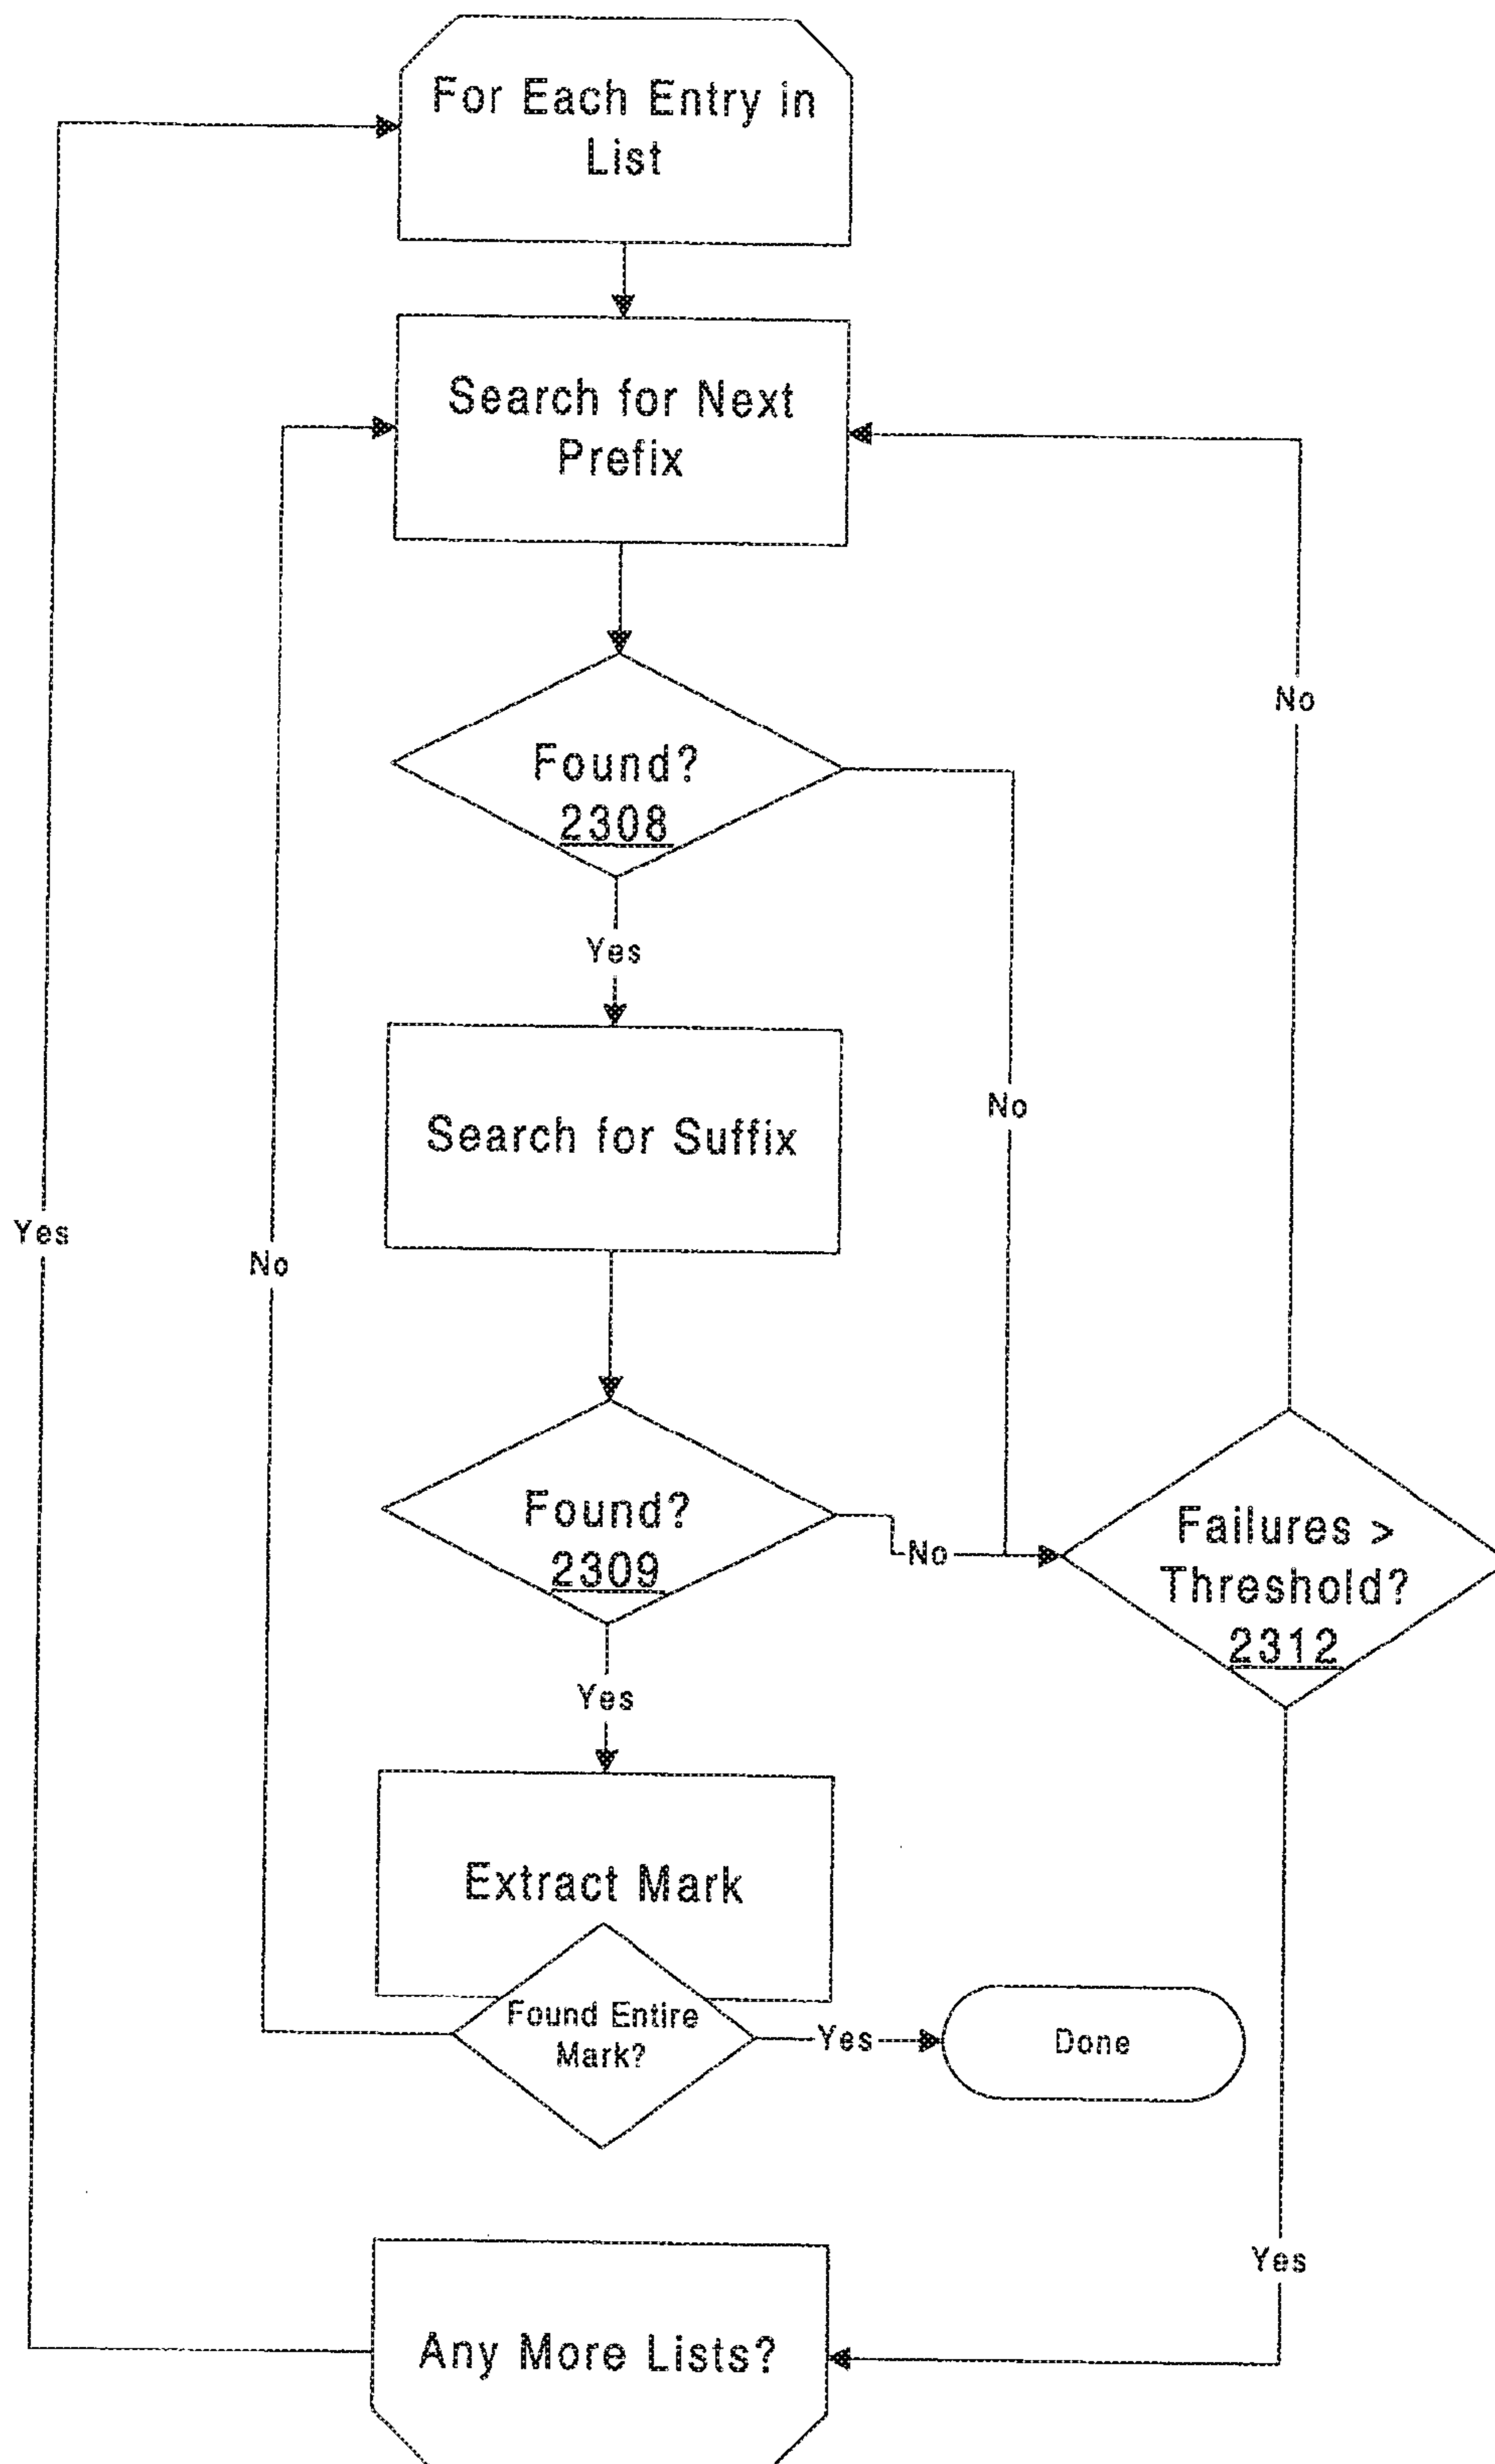 For Each Entry in
List
Search for Next
Prefix
No
Found?
2308
Yes
No
Search for Suffix
Yes
No
Found?
2309
No
Failures >
Threshold?
2312
Yes
Extract Mark
Found Entire
Mark?
Yes
Done
Yes
Any More Lists?